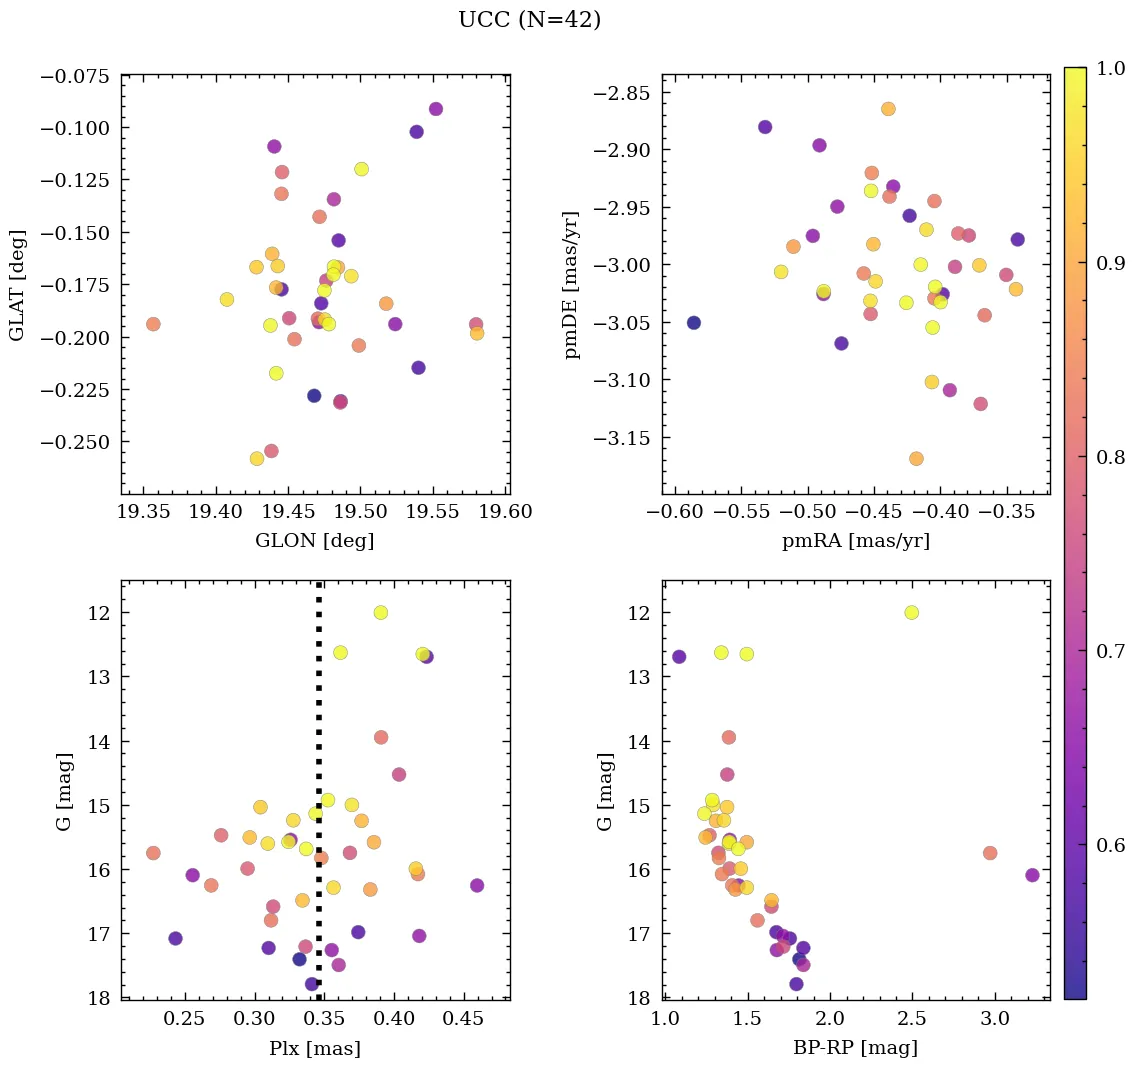 UCC (N=42)
−0.075
−0.100
−0.125
−0.150
−0.175
−0.200
−0.225
−0.250
GLAT [deg]
19.35 19.40 19.45 19.50 19.55 19.60
GLON [deg]
−2.85
−2.90
−2.95
−3.00
−3.05
−3.10
−3.15
pmDE [mas/yr]
−0.60 −0.55 −0.50 −0.45 −0.40 −0.35
pmRA [mas/yr]
12
13
14
15
16
17
18
G [mag]
0.25 0.30 0.35 0.40 0.45
Plx [mas]
12
13
14
15
16
17
18
G [mag]
1.0 1.5 2.0 2.5 3.0
BP-RP [mag]
1.0
0.9
0.8
0.7
0.6